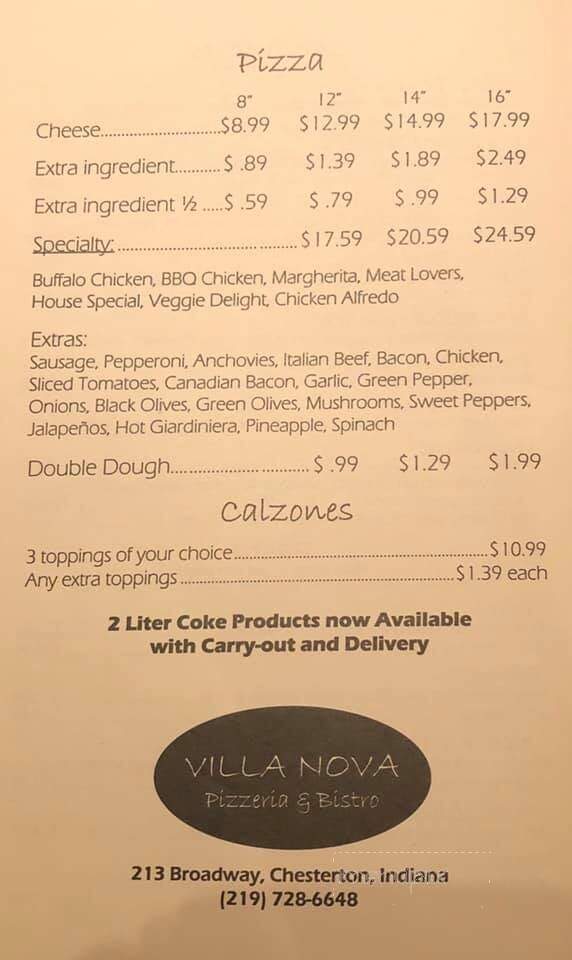 Pizza
8" 12" 14" 16"
Cheese..............................$8.99 $12.99 $14.99 $17.99
Extra ingredient..........$ .89 $1.39 $1.89 $2.49
Extra ingredient ½ .....$ .59 $ .79 $ .99 $1.29
Specialty: ............................................ $17.59 $20.59 $24.59
Buffalo Chicken, BBQ Chicken, Margherita, Meat Lovers,
House Special, Veggie Delight, Chicken Alfredo
Extras:
Sausage, Pepperoni, Anchovies, Italian Beef, Bacon, Chicken,
Sliced Tomatoes, Canadian Bacon, Garlic, Green Pepper,
Onions, Black Olives, Green Olives, Mushrooms, Sweet Peppers,
Jalapeños, Hot Giardiniera, Pineapple, Spinach
Double Dough.................................. $ .99 $1.29 $1.99
Calzones
3 toppings of your choice...............................................................$10.99
Any extra toppings ....................................................................$1.39 each
2 Liter Coke Products now Available
with Carry-out and Delivery
VILLA NOVA
Pizzeria & Bistro
213 Broadway, Chesterton, Indiana
(219) 728-6648